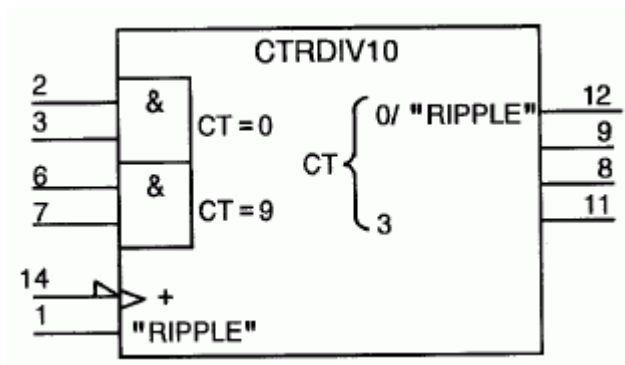 CTRDIV10
2
&
0/ "RIPPLE"
12
3
CT=0
9
CT
6
&
8
7
CT=9
3
11
14
+
1
"RIPPLE"